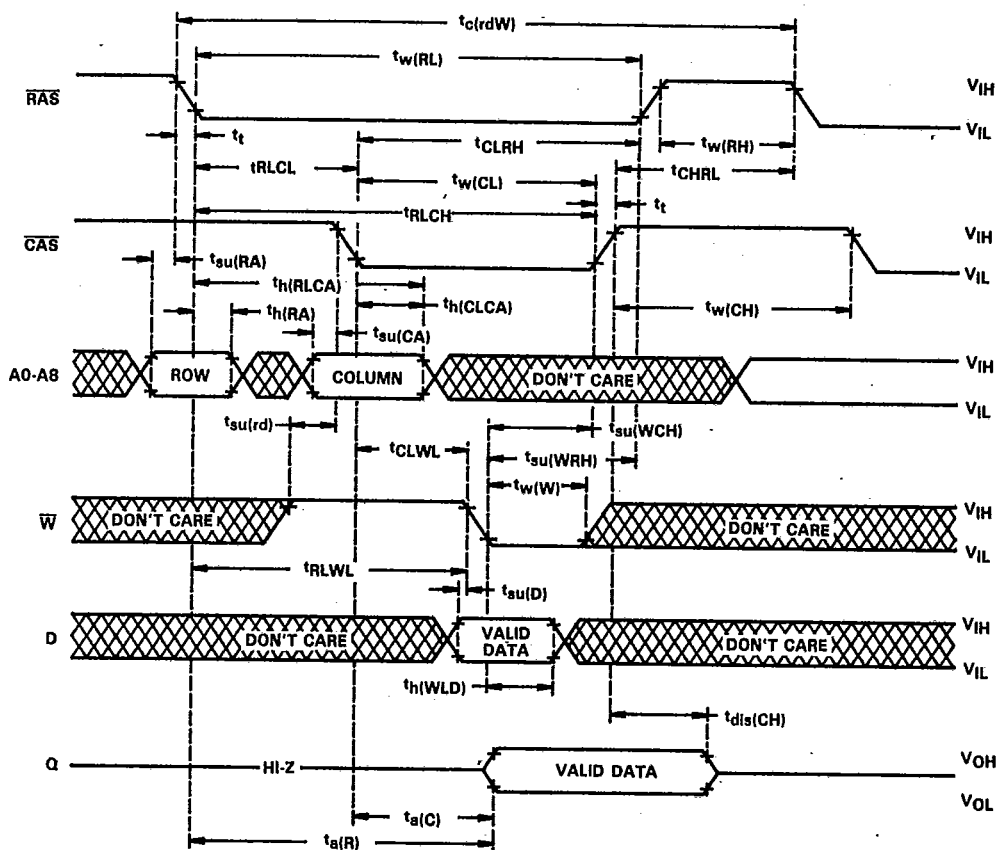 tc(rdW)
tw(RL)
RAS
VIH
VIL
tt
tCLRH
tw(RH)
tRLCL
tw(CL)
tCHRL
tRLCH
tt
CAS
VIH
VIL
tsu(RA)
th(RLCA)
th(CLCA)
tw(CH)
th(RA)
tsu(CA)
A0-A8
ROW
COLUMN
DON'T CARE
VIH
VIL
tsu(rd)
tsu(WCH)
tCLWL
tsu(WRH)
tw(W)
W
DON'T CARE
DON'T CARE
VIH
VIL
tRLWL
tsu(D)
D
DON'T CARE
VALID DATA
DON'T CARE
VIH
VIL
th(WLD)
tdis(CH)
Q
HI-Z
VALID DATA
VOH
VOL
ta(C)
ta(R)